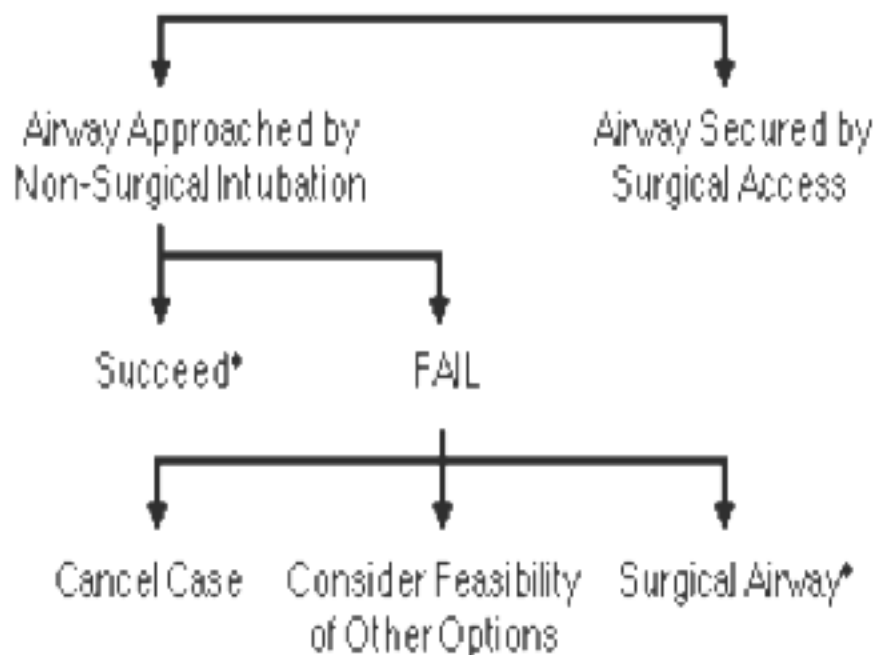 Airway Approached by
Non-Surgical Intubation
Airway Secured by
Surgical Access
Succeed*
FAIL
Cancel Case
Consider Feasibility
of Other Options
Surgical Airway*